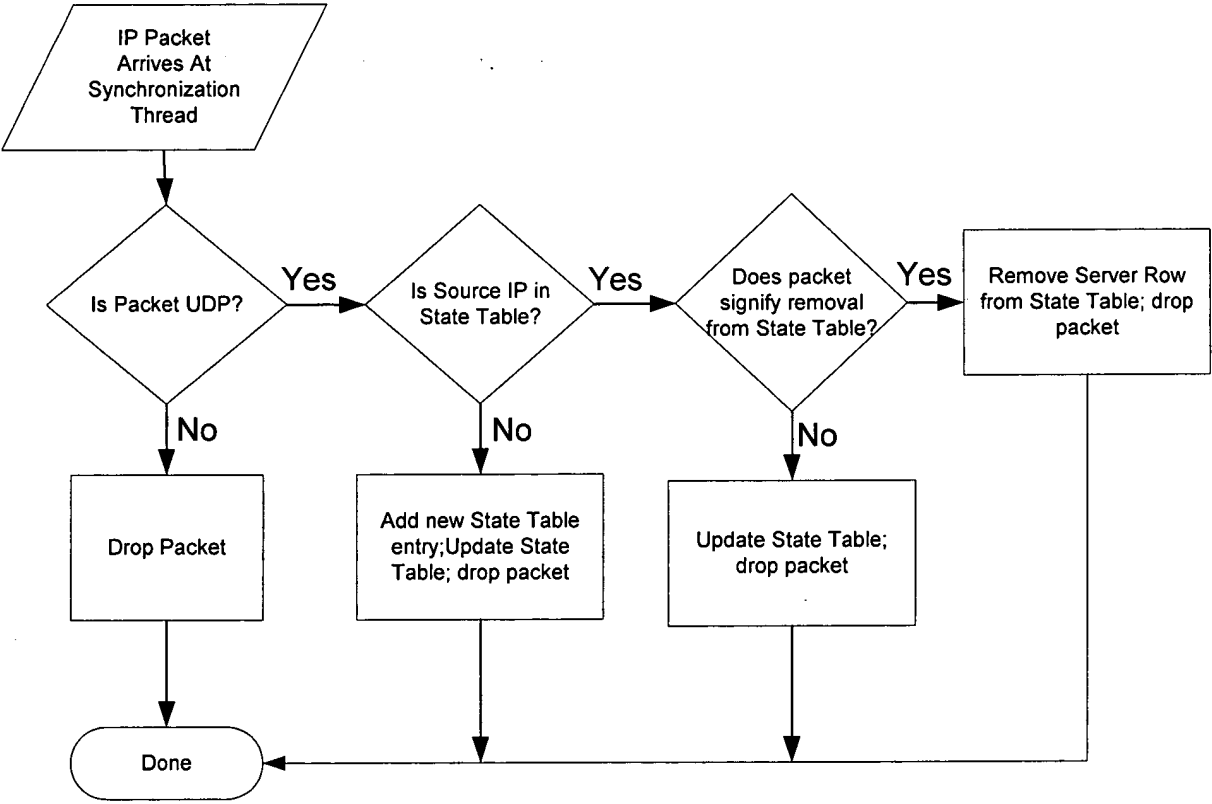 IP Packet
Arrives At
Synchronization
Thread
Is Packet UDP?
Yes
Is Source IP in
State Table?
Yes
Does packet
signify removal
from State Table?
Yes
Remove Server Row
from State Table; drop
packet
No
No
No
Drop Packet
Add new State Table
entry;Update State
Table; drop packet
Update State Table;
drop packet
Done